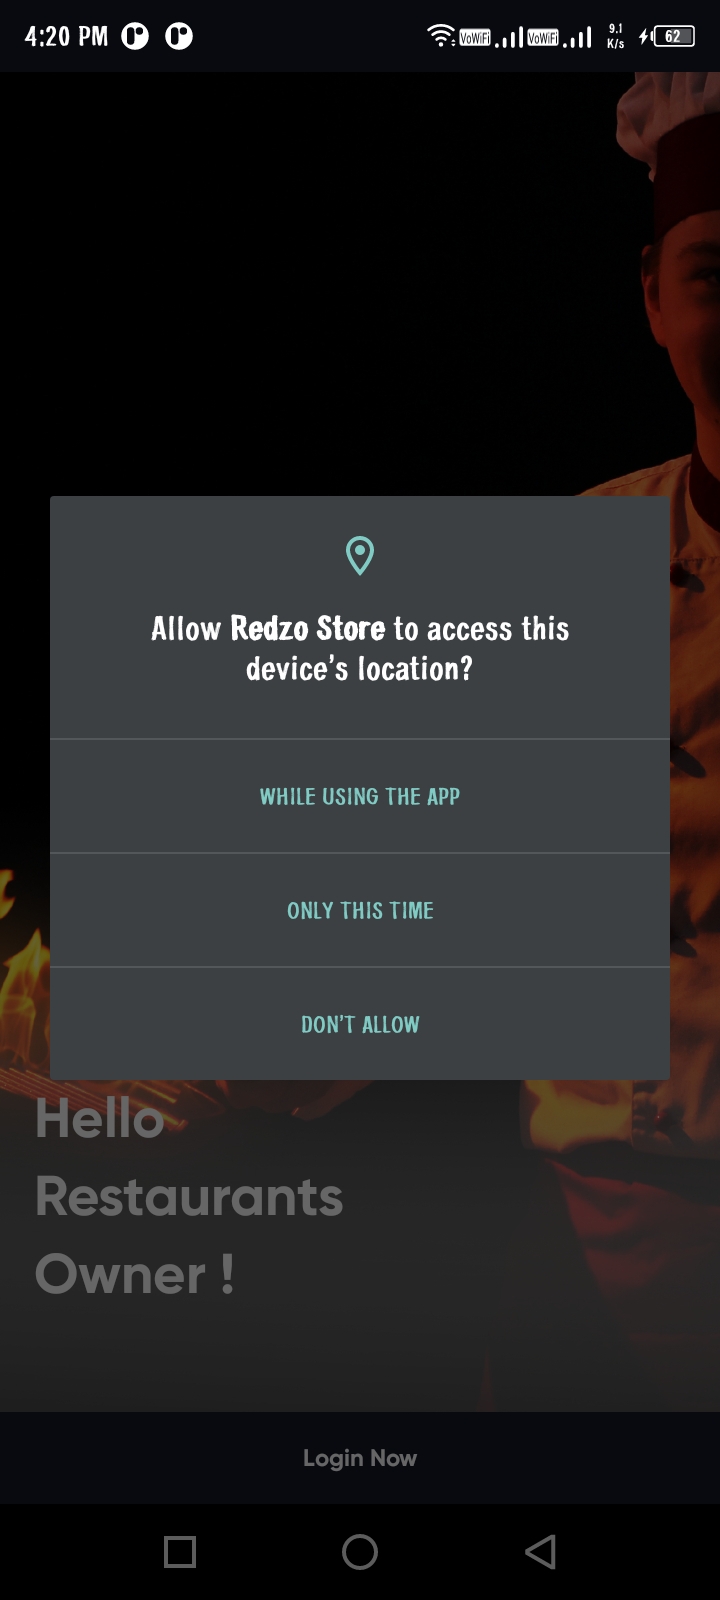 4:20 PM VoWiFi VoWiFi 9.1 K/s 62
Allow Redzo Store to access this
device's location?
WHILE USING THE APP
ONLY THIS TIME
DON'T ALLOW
Hello
Restaurants
Owner !
Login Now